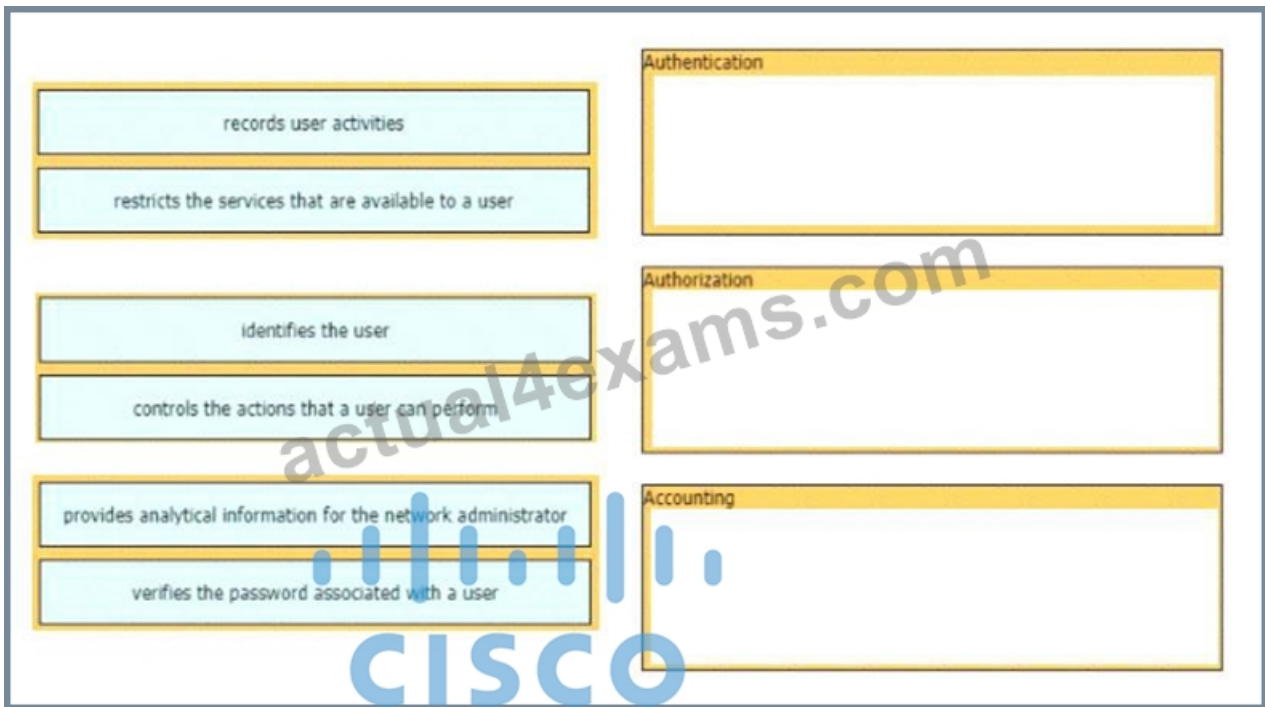 records user activities
restricts the services that are available to a user
identifies the user
controls the actions that a user can perform
provides analytical information for the network administrator
verifies the password associated with a user
Authentication
Authorization
Accounting
actual4exams.com
CISCO